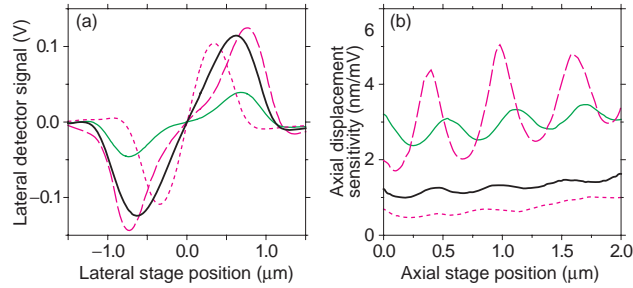 (a)
Lateral detector signal (V)
0.1
0.0
−0.1
−1.0
0.0
1.0
Lateral stage position (μm)
(b)
Axial displacement
sensitivity (nm/mV)
6
4
2
0
0.0
0.5
1.0
1.5
2.0
Axial stage position (μm)